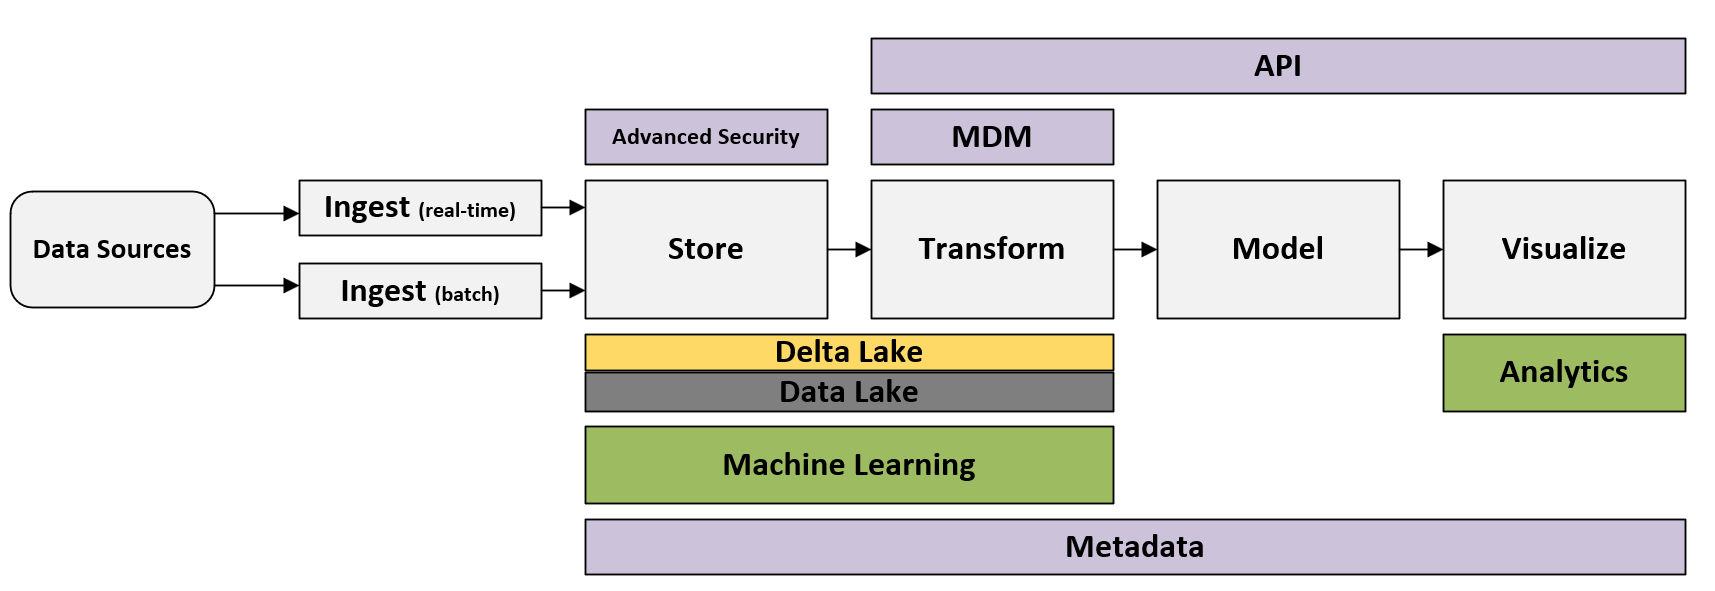 API
Advanced Security
MDM
Data Sources
Ingest (real-time)
Ingest (batch)
Store
Transform
Model
Visualize
Delta Lake
Data Lake
Analytics
Machine Learning
Metadata